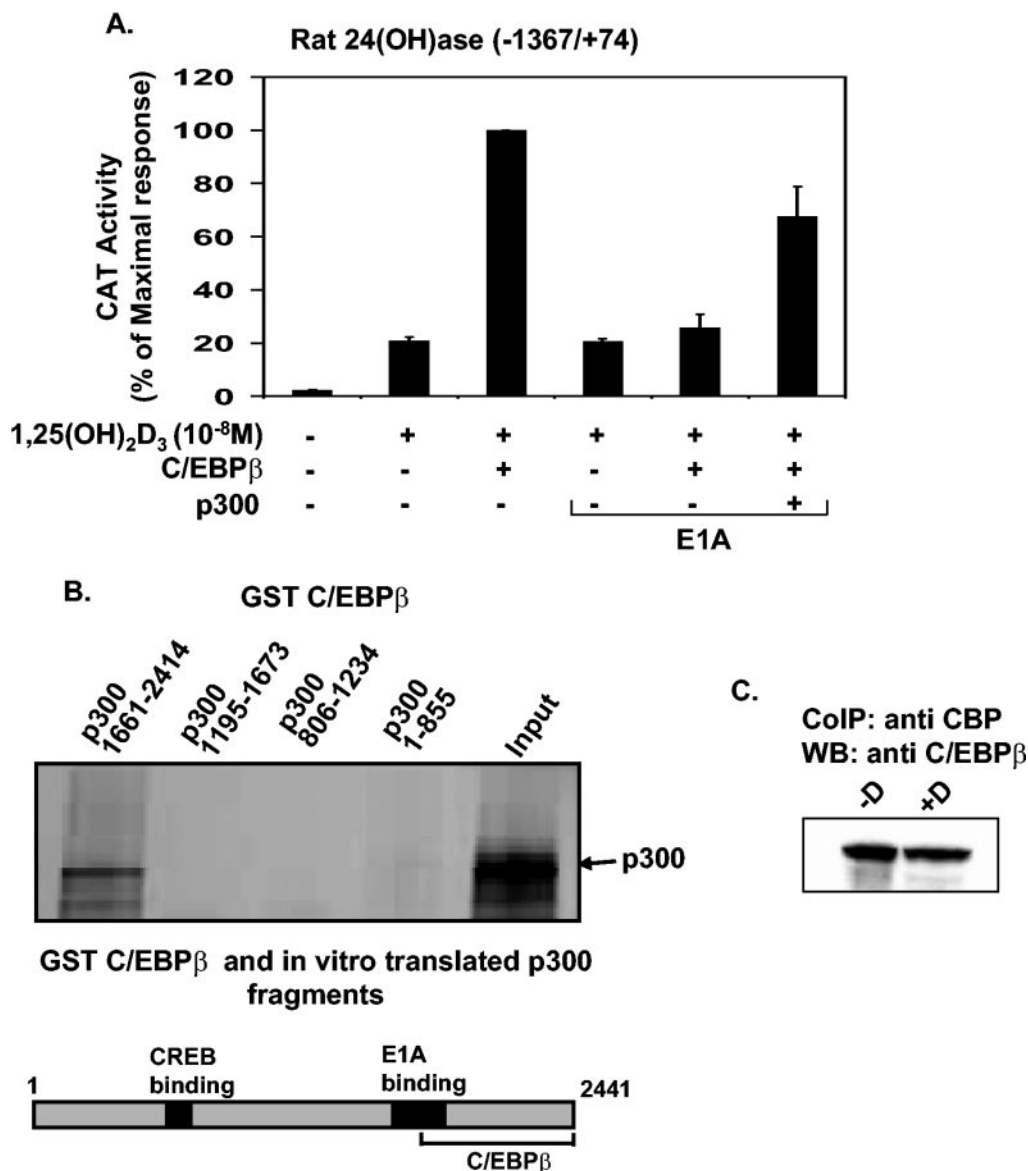 A.
Rat 24(OH)ase (-1367/+74)
CAT Activity
(% of Maximal response)
120
100
80
60
40
20
0
1,25(OH)₂D₃ (10⁻⁸M) - + + + + +
C/EBPβ - - + - + +
p300 - - - - - +
E1A
B.
GST C/EBPβ
p300 1661-2414
p300 1195-1673
p300 806-1234
p300 1-855
Input
p300
GST C/EBPβ and in vitro translated p300
fragments
C.
CoIP: anti CBP
WB: anti C/EBPβ
-D +D
CREB
binding
E1A
binding
1
2441
C/EBPβ